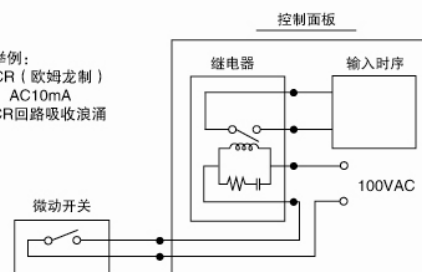 控制面板
举例：
CR（欧姆龙制）
AC10mA
CR回路吸收浪涌
继电器
输入时序
100VAC
微动开关